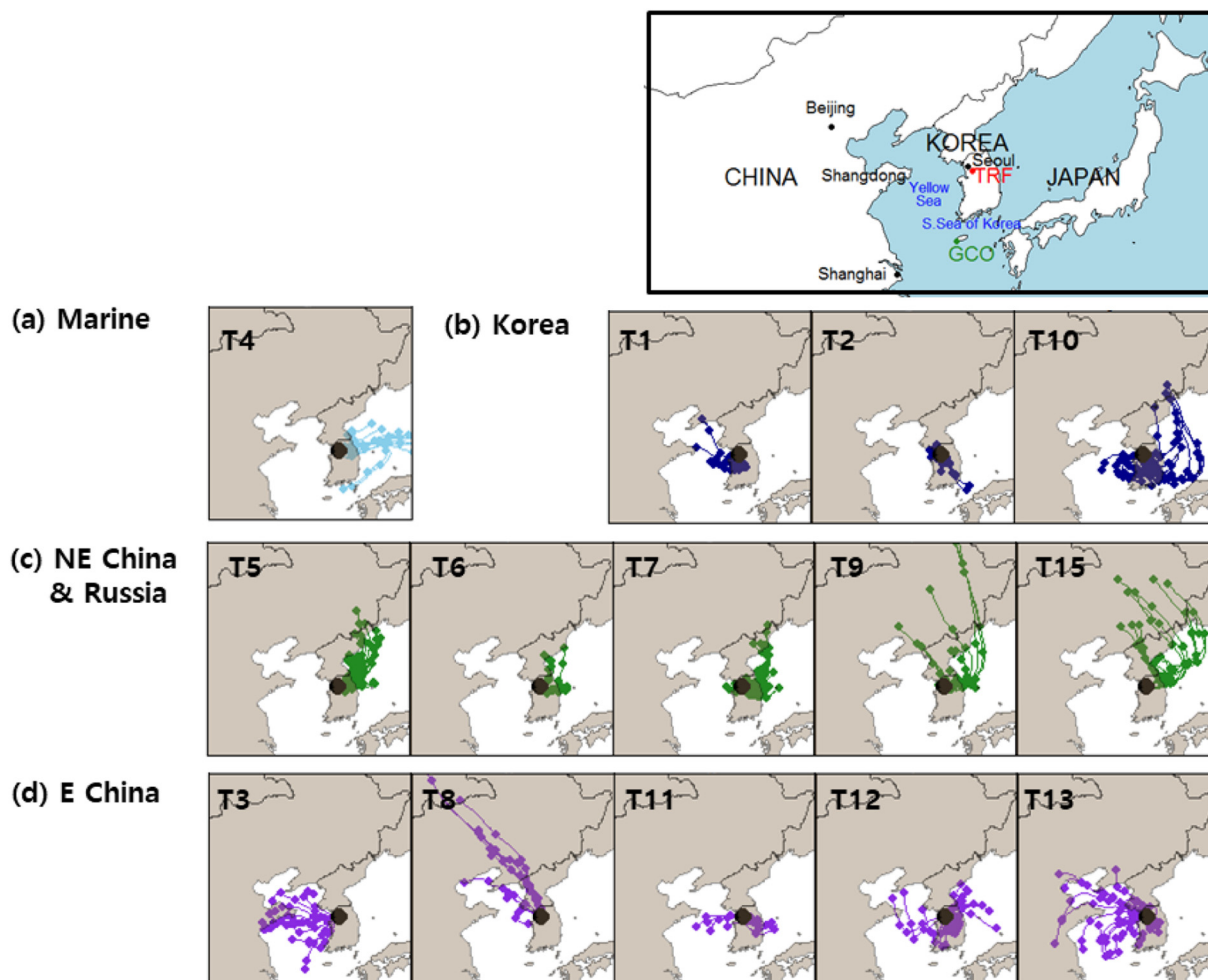 Beijing
KOREA
Seoul
CHINA
Shangdong
TRF
JAPAN
Yellow
Sea
S.Sea of Korea
GCO
Shanghai
(a) Marine
(b) Korea
T4
T1
T2
T10
(c) NE China
& Russia
T5
T6
T7
T9
T15
(d) E China
T3
T8
T11
T12
T13